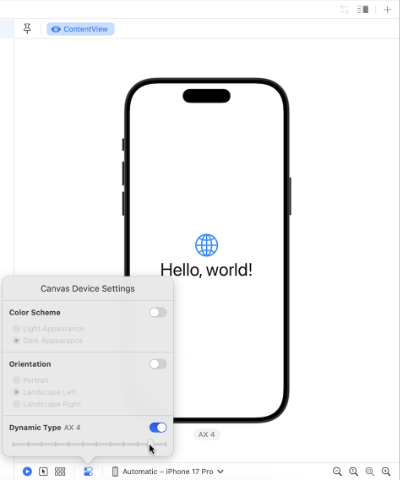 ContentView
Hello, world!
Canvas Device Settings
Color Scheme
Light Appearance
Dark Appearance
Orientation
Portrait
Landscape Left
Landscape Right
Dynamic Type AX 4
AX 4
Automatic – iPhone 17 Pro